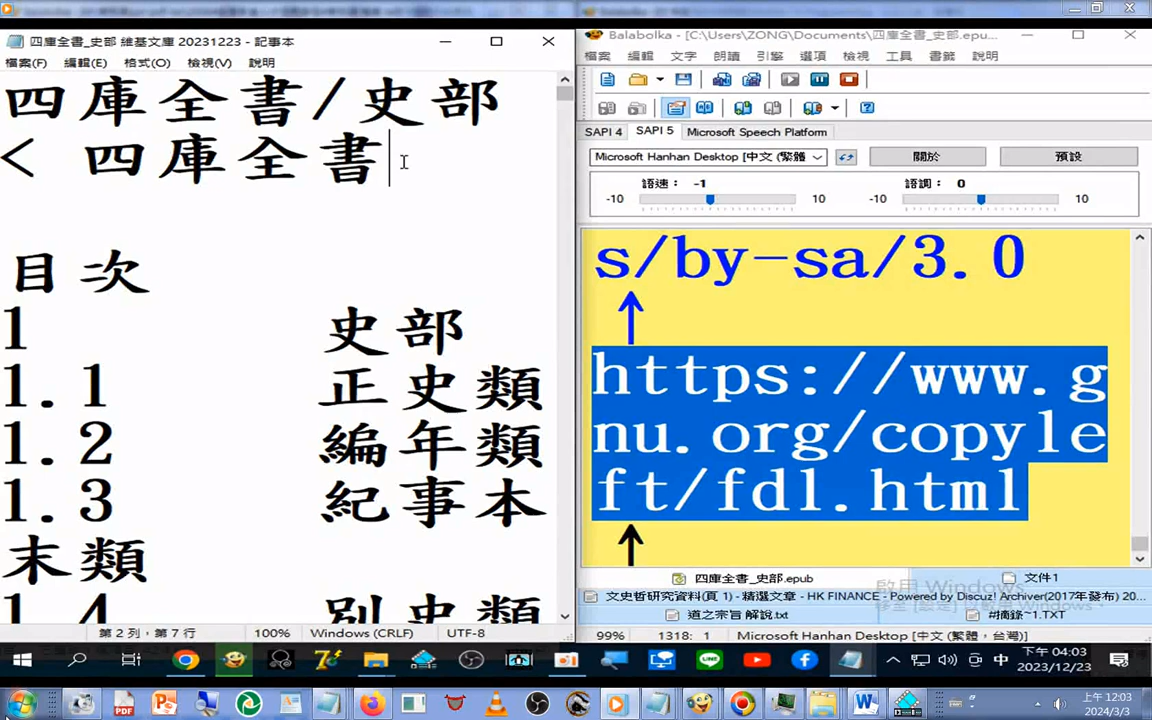 四庫全書_史部 維基文庫 20231223 - 記事本
檔案(F) 編輯(E) 格式(O) 檢視(V) 說明
四庫全書/史部
< 四庫全書
目次
1 史部
1.1 正史類
1.2 編年類
1.3 紀事本
末類
1.4 別史類
第 2 列，第 7 行 100% Windows (CRLF) UTF-8
Balabolka - [C:\Users\ZONG\Documents\四庫全書_史部.epu...
檔案 編輯 文字 朗讀 引擎 選項 檢視 工具 書籤 說明
SAPI 4 SAPI 5 Microsoft Speech Platform
Microsoft Hanhan Desktop [中文 (繁體 關於 預設
語速： -1 語調： 0
-10 10 -10 10
s/by-sa/3.0
↑
https://www.g
nu.org/copyle
ft/fdl.html
↑
啟用 Windows
四庫全書_史部.epub 文件1
文史哲研究資料(頁 1) - 精選文章 - HK FINANCE - Powered by Discuz! Archiver(2017年發布) 20...
道之宗旨 解說.txt #摘錄~1.TXT
99% 1318: 1 Microsoft Hanhan Desktop [中文 (繁體，台灣)]
中 下午 04:03
2023/12/23
上午 12:03
2024/3/3